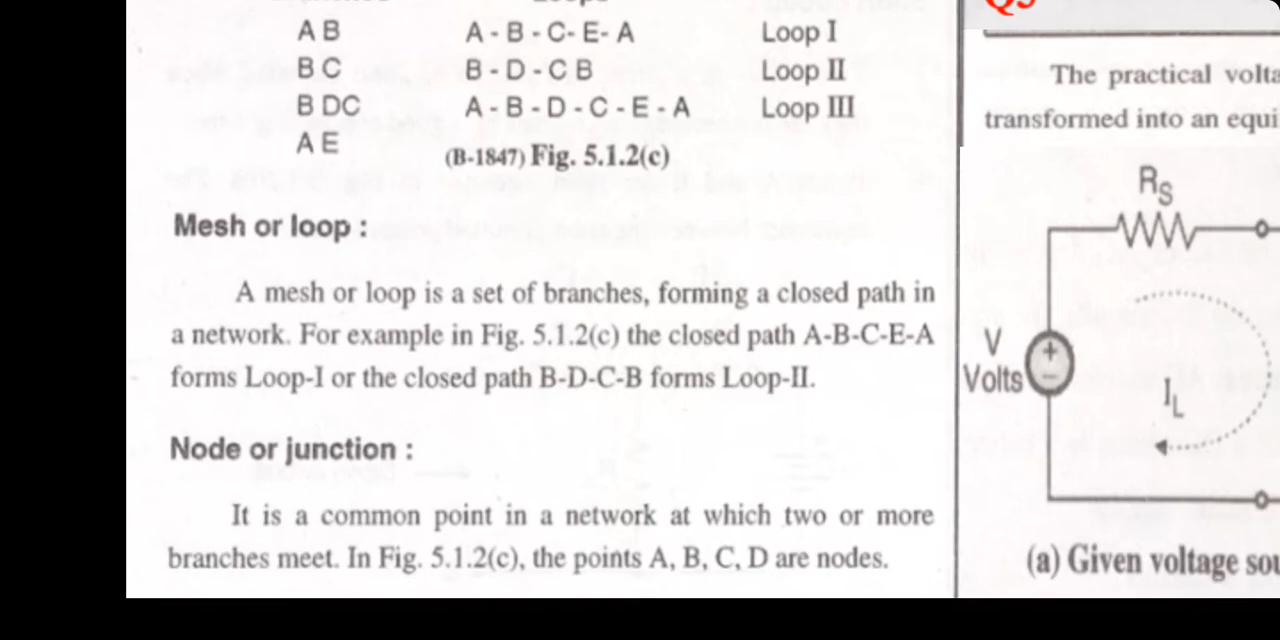 A B A - B - C - E - A Loop I
B C B - D - C B Loop II
B DC A - B - D - C - E - A Loop III
A E
(B-1847) Fig. 5.1.2(c)
Mesh or loop :
A mesh or loop is a set of branches, forming a closed path in
a network. For example in Fig. 5.1.2(c) the closed path A-B-C-E-A
forms Loop-I or the closed path B-D-C-B forms Loop-II.
Node or junction :
It is a common point in a network at which two or more
branches meet. In Fig. 5.1.2(c), the points A, B, C, D are nodes.
The practical volta
transformed into an equi
RS
V
Volts
+
−
IL
(a) Given voltage sou